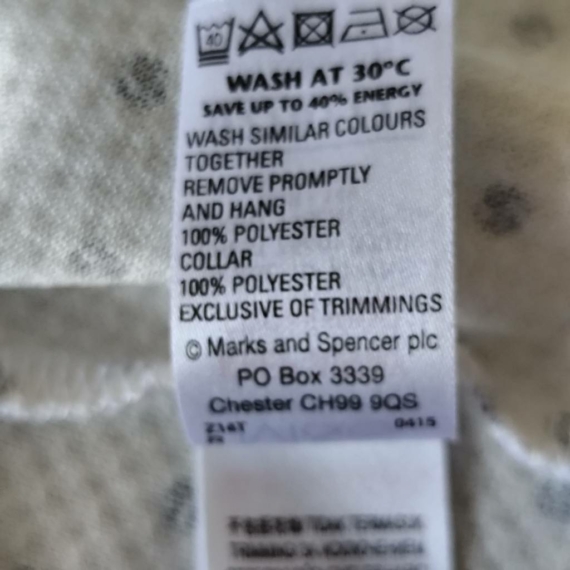 40
WASH AT 30°C
SAVE UP TO 40% ENERGY
WASH SIMILAR COLOURS
TOGETHER
REMOVE PROMPTLY
AND HANG
100% POLYESTER
COLLAR
100% POLYESTER
EXCLUSIVE OF TRIMMINGS
© Marks and Spencer plc
PO Box 3339
Chester CH99 9QS
0415